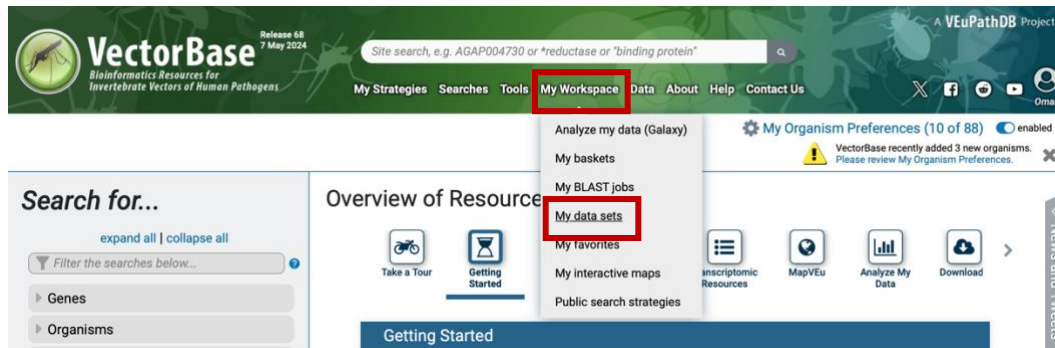 A VEuPathDB Project
VectorBase
Release 68
7 May 2024
Bioinformatics Resources for
Invertebrate Vectors of Human Pathogens
Site search, e.g. AGAP004730 or *reductase or "binding protein"
My Strategies Searches Tools My Workspace Data About Help Contact Us
Analyze my data (Galaxy)
My baskets
My BLAST jobs
My data sets
My favorites
My interactive maps
Public search strategies
My Organism Preferences (10 of 88) enabled
VectorBase recently added 3 new organisms.
Please review My Organism Preferences.
Search for...
expand all | collapse all
Filter the searches below...
Genes
Organisms
Overview of Resource
Take a Tour
Getting
Started
Resources
MapVEu
Analyze My
Data
Download
Getting Started